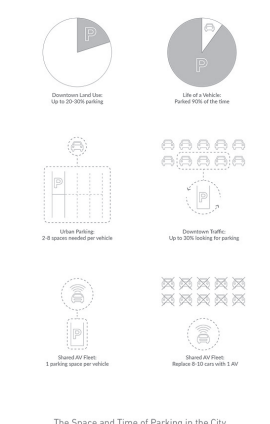 P
P
Downtown Land Use:
Up to 20-30% parking
Life of a Vehicle:
Parked 90% of the time
P
P
Urban Parking:
2-8 spaces needed per vehicle
Downtown Traffic:
Up to 30% looking for parking
P
Shared AV Fleet:
1 parking space per vehicle
Shared AV Fleet:
Replace 8-10 cars with 1 AV
The Space and Time of Parking in the City